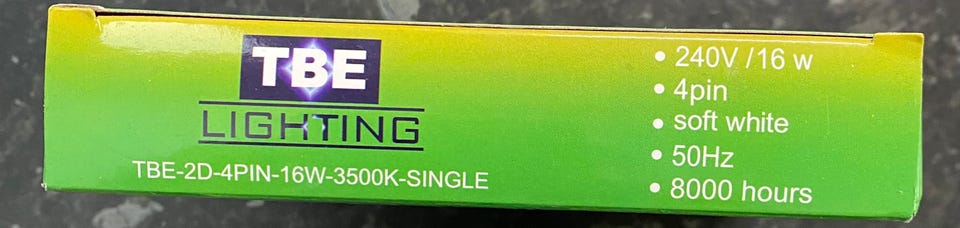 TBE
LIGHTING
TBE-2D-4PIN-16W-3500K-SINGLE
• 240V /16 w
• 4pin
• soft white
• 50Hz
• 8000 hours